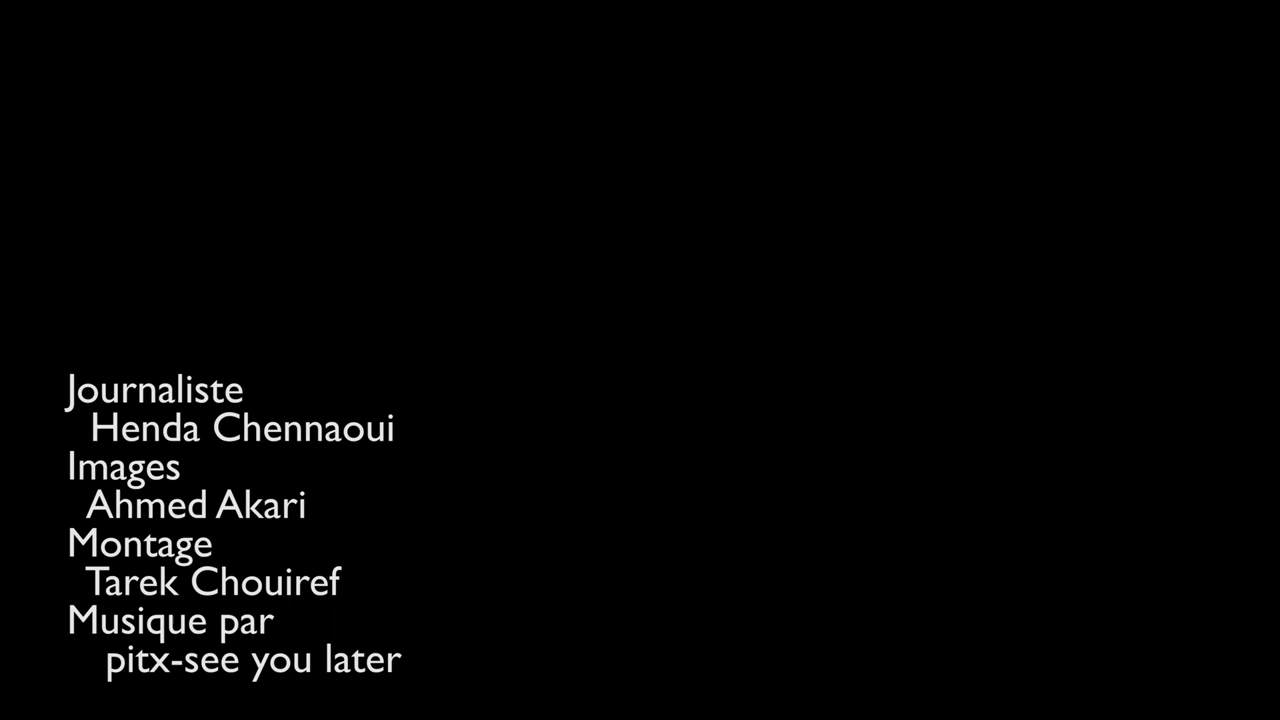 Journaliste
Henda Chennaoui
Images
Ahmed Akari
Montage
Tarek Chouiref
Musique par
pitx-see you later